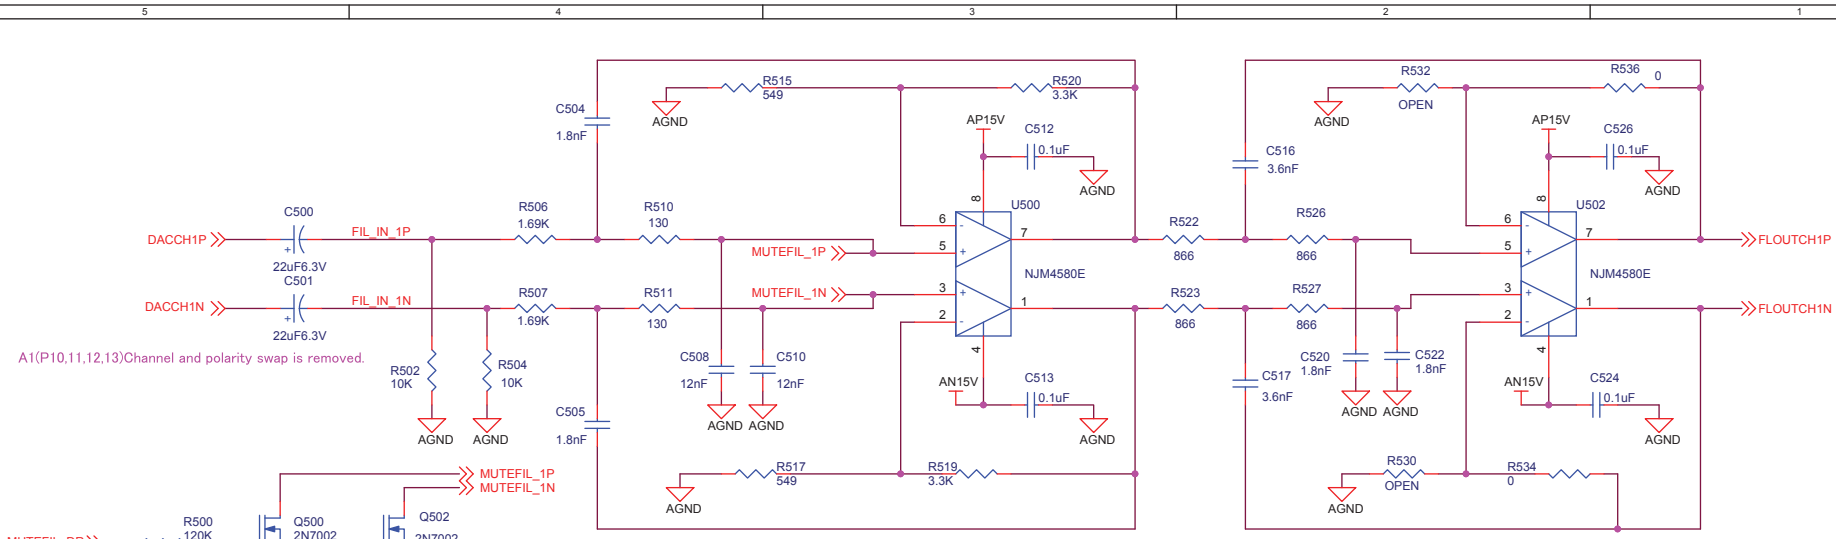 5 4 3 2 1
R515
549
R520
3.3K
R532
OPEN
R536
0
C504
1.8nF
AGND
AP15V
C512
0.1uF
AGND
AGND
AP15V
C526
0.1uF
AGND
C516
3.6nF
C500
22uF6.3V
R506
1.69K
R510
130
8
U500
6
-
5
+
7
R522
866
R526
866
8
U502
6
-
5
+
7
DACCH1P
FIL_IN_1P
MUTEFIL_1P
FLOUTCH1P
NJM4580E
NJM4580E
C501
22uF6.3V
DACCH1N
FIL_IN_1N
R507
1.69K
R511
130
MUTEFIL_1N
3
+
2
-
1
4
R523
866
R527
866
3
+
2
-
1
4
FLOUTCH1N
A1(P10,11,12,13)Channel and polarity swap is removed.
R502
10K
R504
10K
C508
12nF
C510
12nF
AN15V
C513
0.1uF
C517
3.6nF
C520
1.8nF
C522
1.8nF
AN15V
C524
0.1uF
AGND
AGND
C505
1.8nF
AGND
AGND
AGND
AGND
AGND
AGND
MUTEFIL_1P
MUTEFIL_1N
R517
549
R519
3.3K
AGND
R530
OPEN
R534
0
AGND
R500
120K
Q500
2N7002
Q502
2N7002